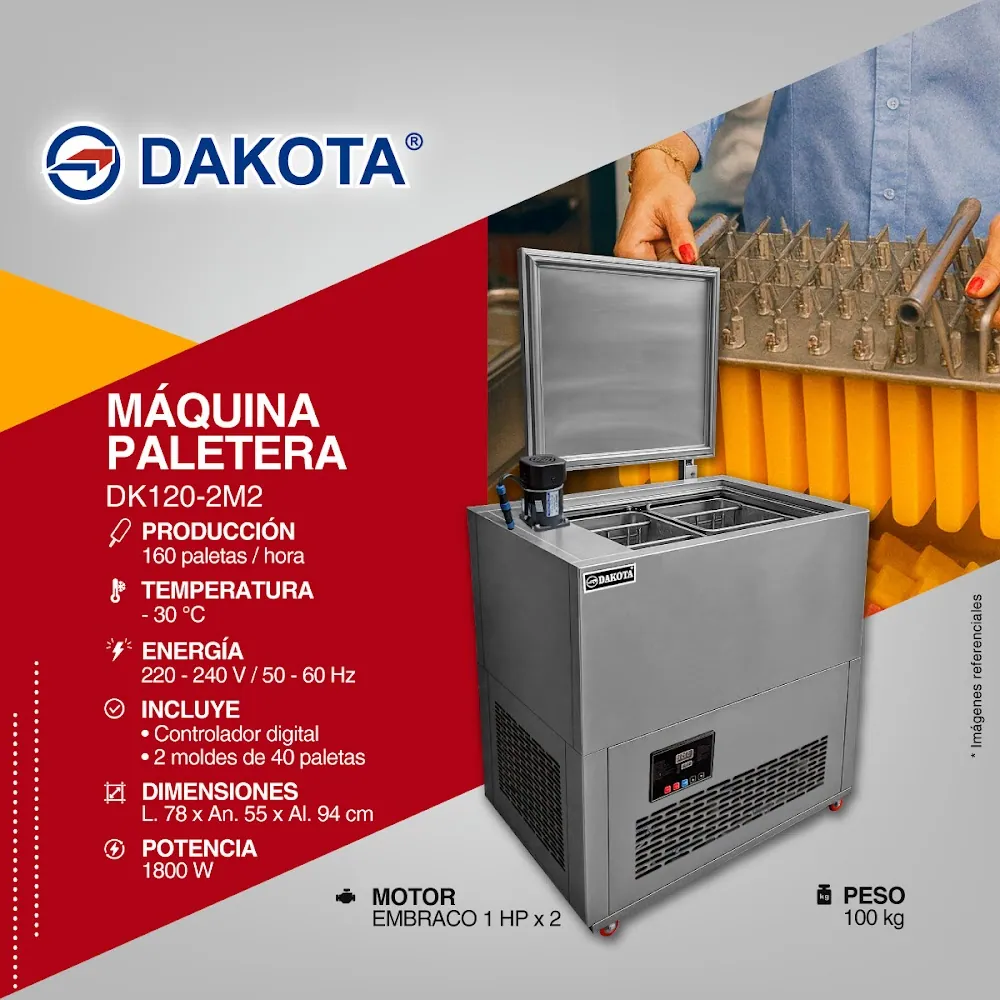 DAKOTA®
MÁQUINA
PALETERA
DK120-2M2
PRODUCCIÓN
160 paletas / hora
TEMPERATURA
- 30 °C
ENERGÍA
220 - 240 V / 50 - 60 Hz
INCLUYE
• Controlador digital
• 2 moldes de 40 paletas
DIMENSIONES
L. 78 x An. 55 x Al. 94 cm
POTENCIA
1800 W
MOTOR
EMBRACO 1 HP x 2
kg
PESO
100 kg
DAKOTA
* Imágenes referenciales